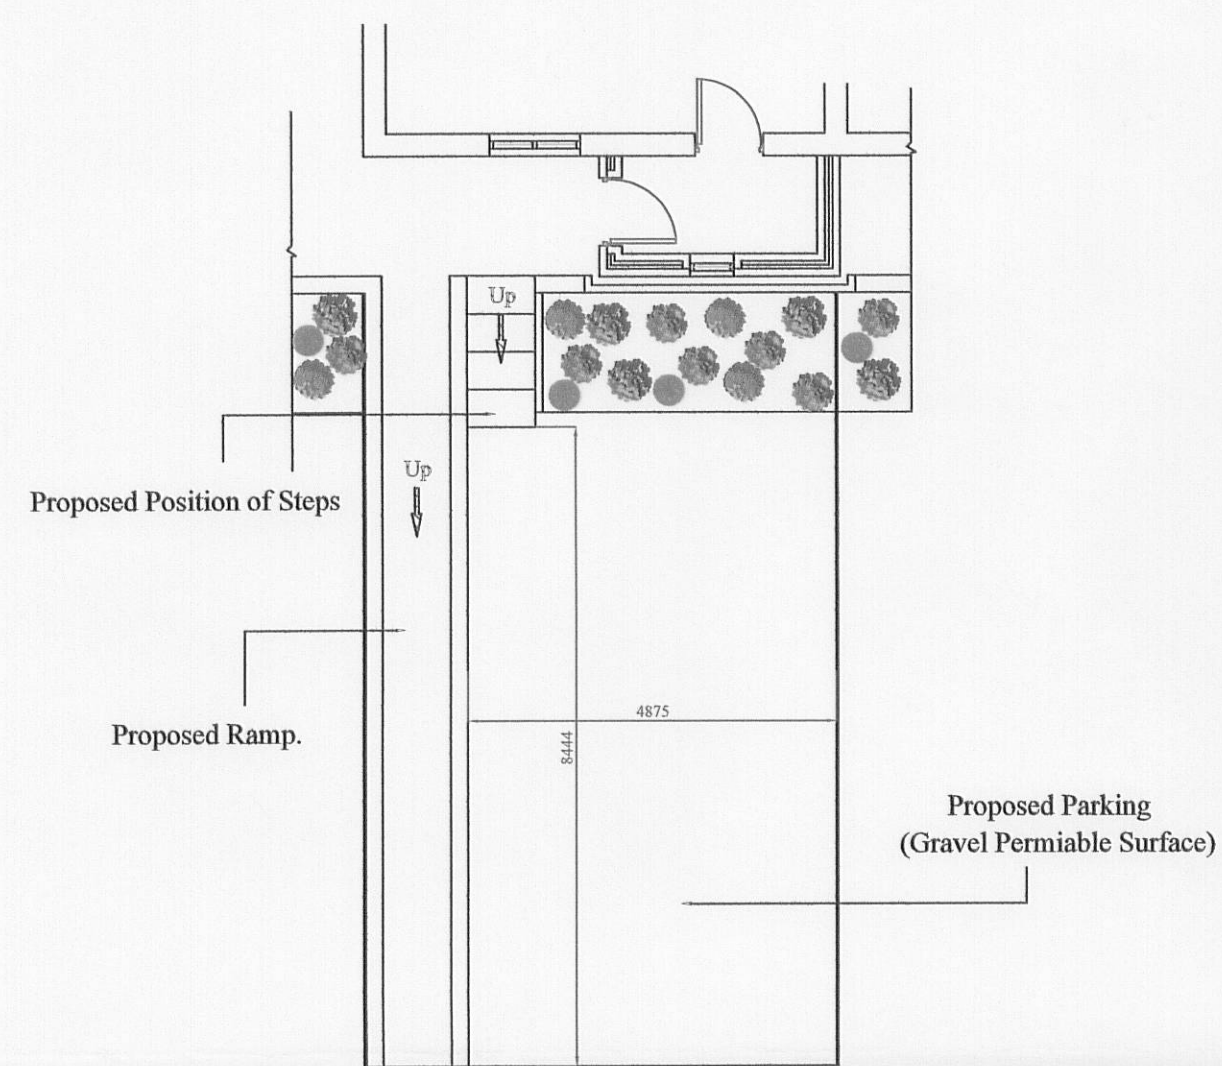 Up
Up
Proposed Position of Steps
4875
8444
Proposed Ramp.
Proposed Parking
(Gravel Permiable Surface)